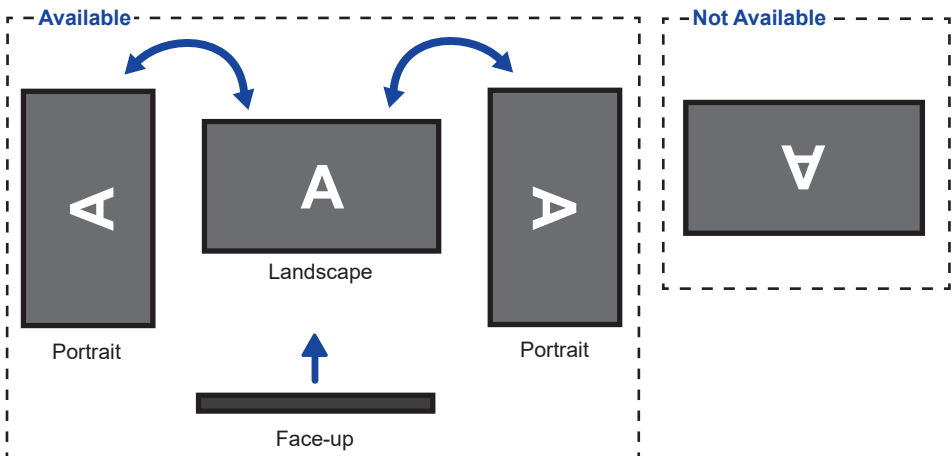 Available
Not Available
A
A
A
A
Landscape
Portrait
Portrait
Face-up